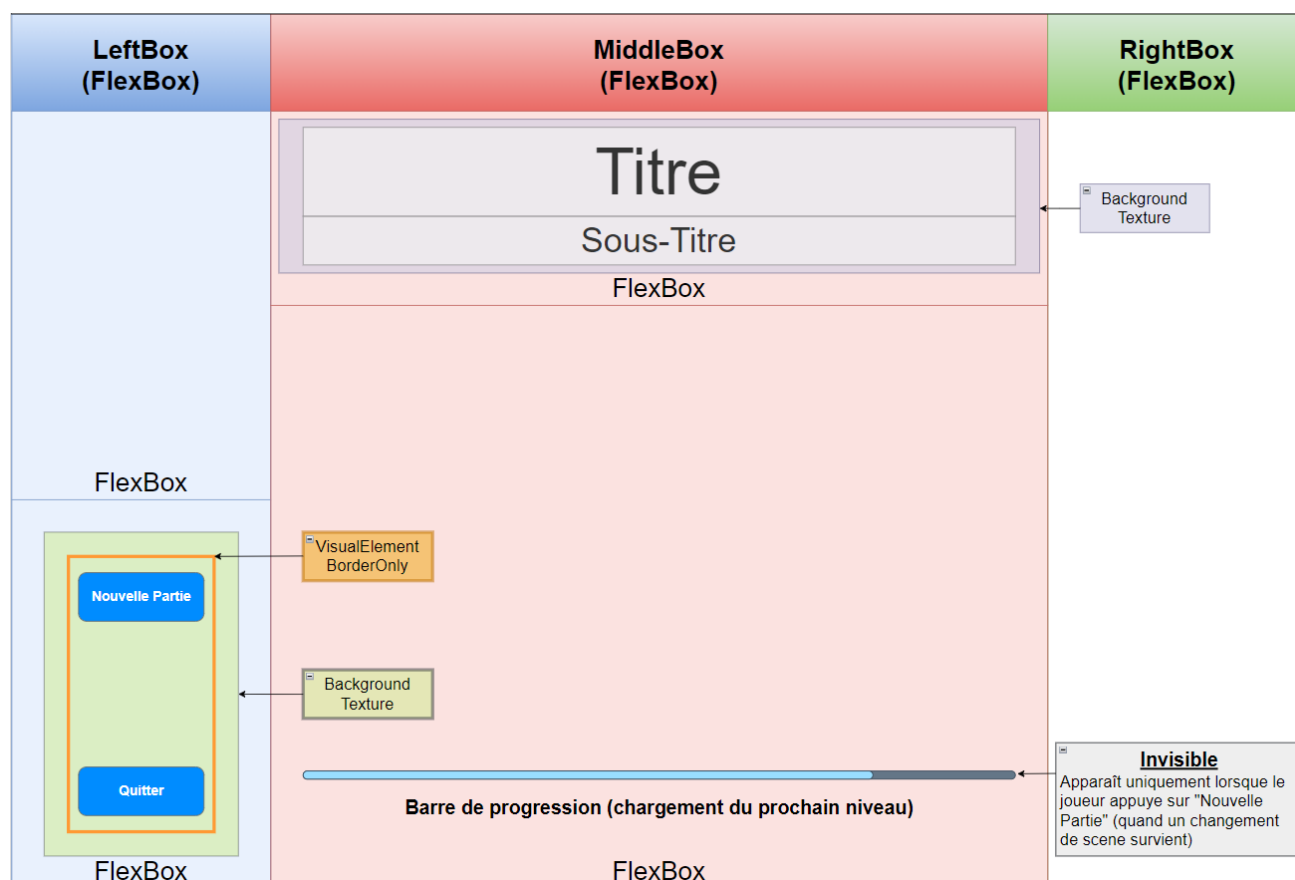 LeftBox
(FlexBox)
MiddleBox
(FlexBox)
RightBox
(FlexBox)
Titre
Sous-Titre
FlexBox
Background
Texture
FlexBox
VisualElement
BorderOnly
Nouvelle Partie
Background
Texture
Quitter
Barre de progression (chargement du prochain niveau)
Invisible
Apparaît uniquement lorsque le
joueur appuye sur "Nouvelle
Partie" (quand un changement
de scene survient)
FlexBox
FlexBox